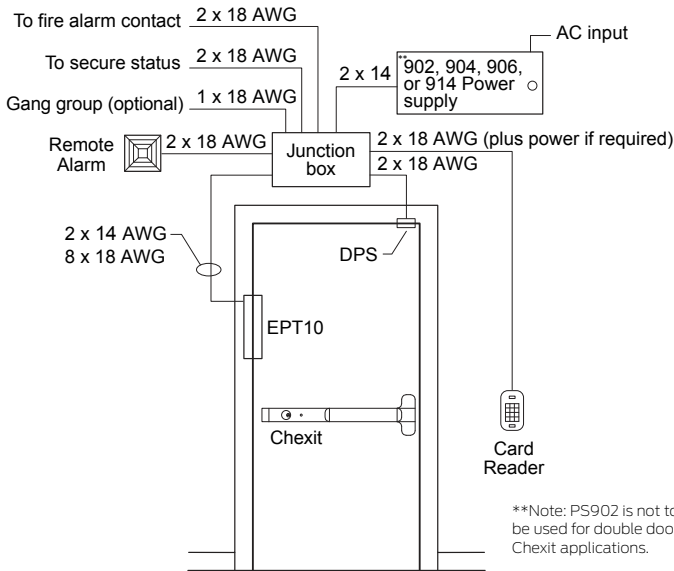 To fire alarm contact
2 x 18 AWG
To secure status
2 x 18 AWG
Gang group (optional)
1 x 18 AWG
Remote
Alarm
2 x 18 AWG
Junction
box
2 x 14
**902, 904, 906,
or 914 Power
supply
AC input
2 x 18 AWG (plus power if required)
2 x 18 AWG
2 x 14 AWG
8 x 18 AWG
DPS
EPT10
Chexit
Card
Reader
**Note: PS902 is not to
be used for double door
Chexit applications.